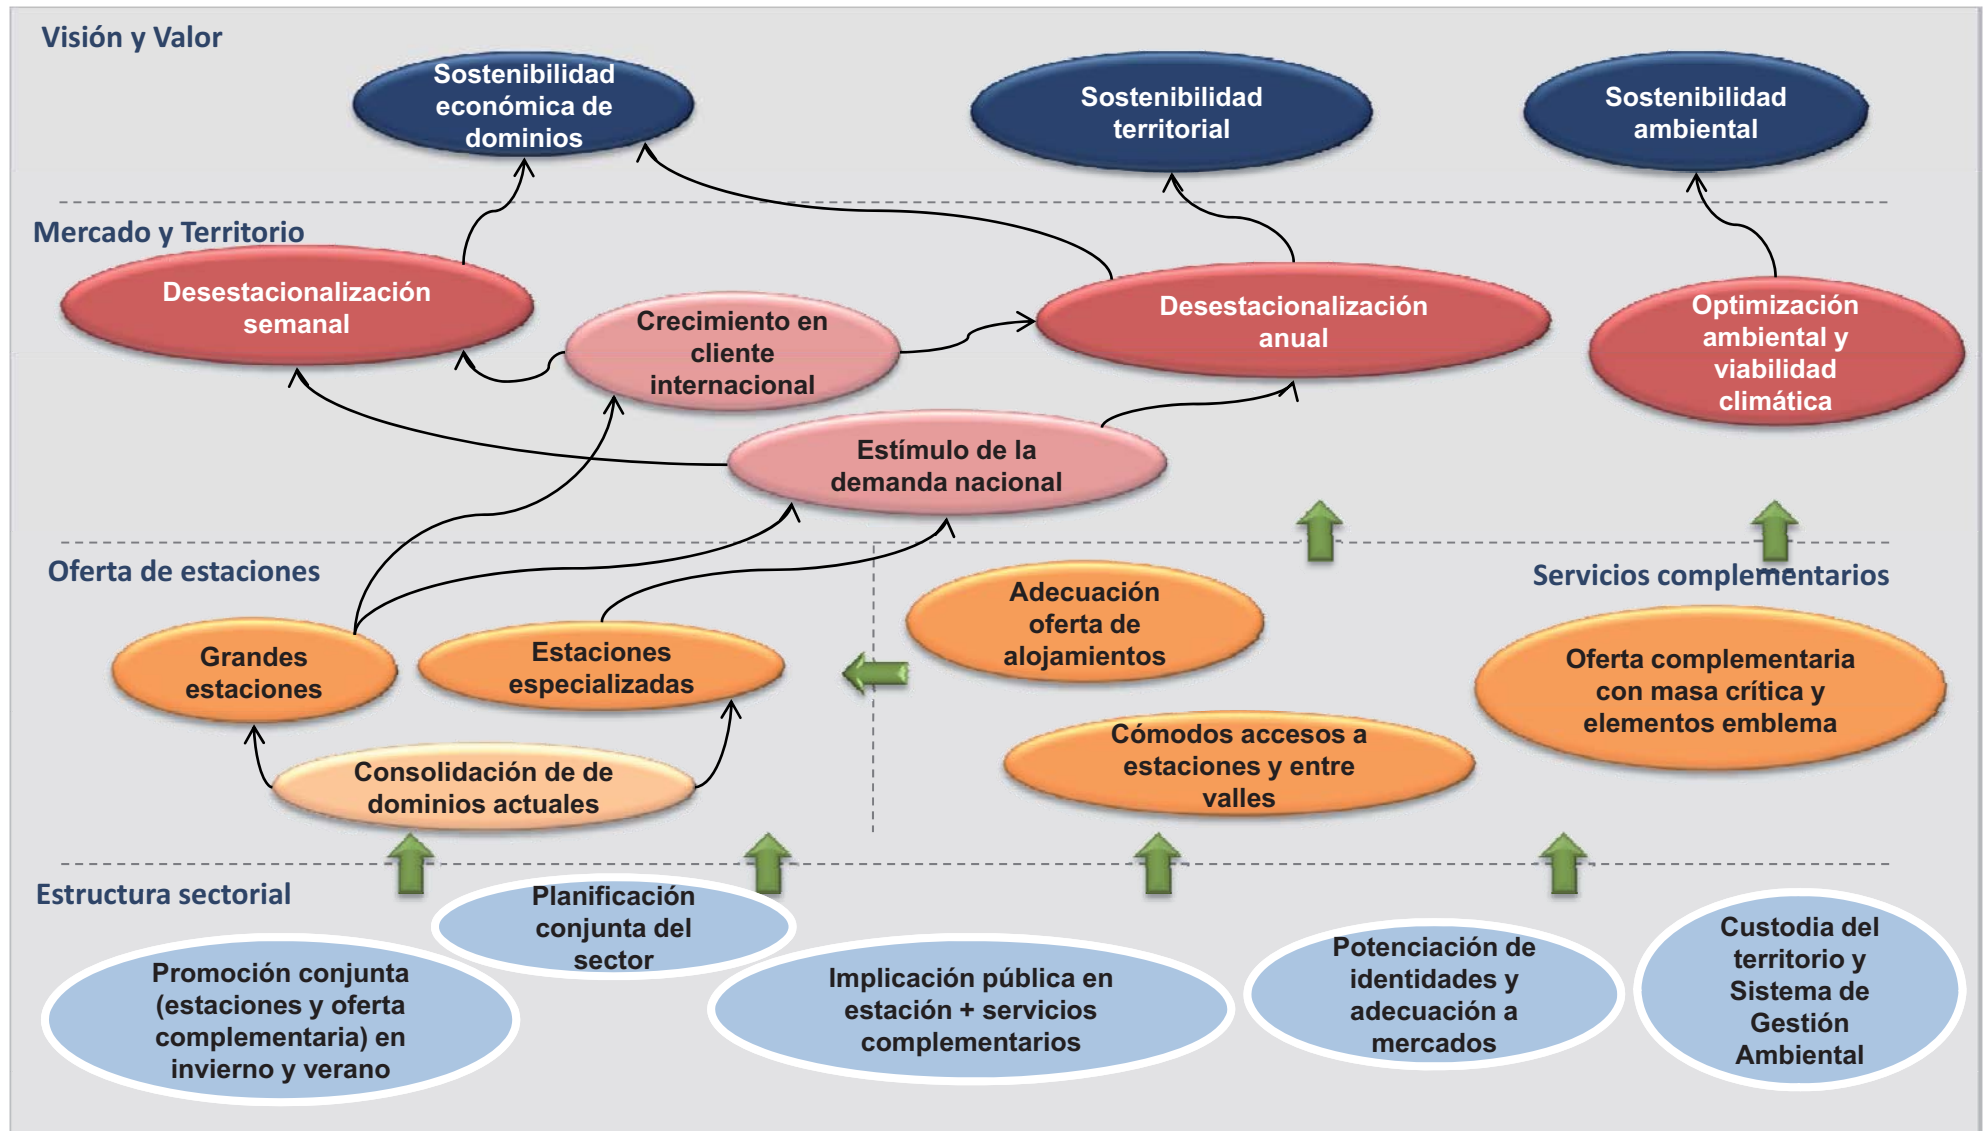 Visión y Valor
Sostenibilidad
económica de
dominios
Sostenibilidad
territorial
Sostenibilidad
ambiental
Mercado y Territorio
Desestacionalización
semanal
Crecimiento en
cliente
internacional
Desestacionalización
anual
Optimización
ambiental y
viabilidad
climática
Estímulo de la
demanda nacional
Oferta de estaciones
Servicios complementarios
Grandes
estaciones
Estaciones
especializadas
Adecuación
oferta de
alojamientos
Oferta complementaria
con masa crítica y
elementos emblema
Consolidación de de
dominios actuales
Cómodos accesos a
estaciones y entre
valles
Estructura sectorial
Promoción conjunta
(estaciones y oferta
complementaria) en
invierno y verano
Planificación
conjunta del
sector
Implicación pública en
estación + servicios
complementarios
Potenciación de
identidades y
adecuación a
mercados
Custodia del
territorio y
Sistema de
Gestión
Ambiental